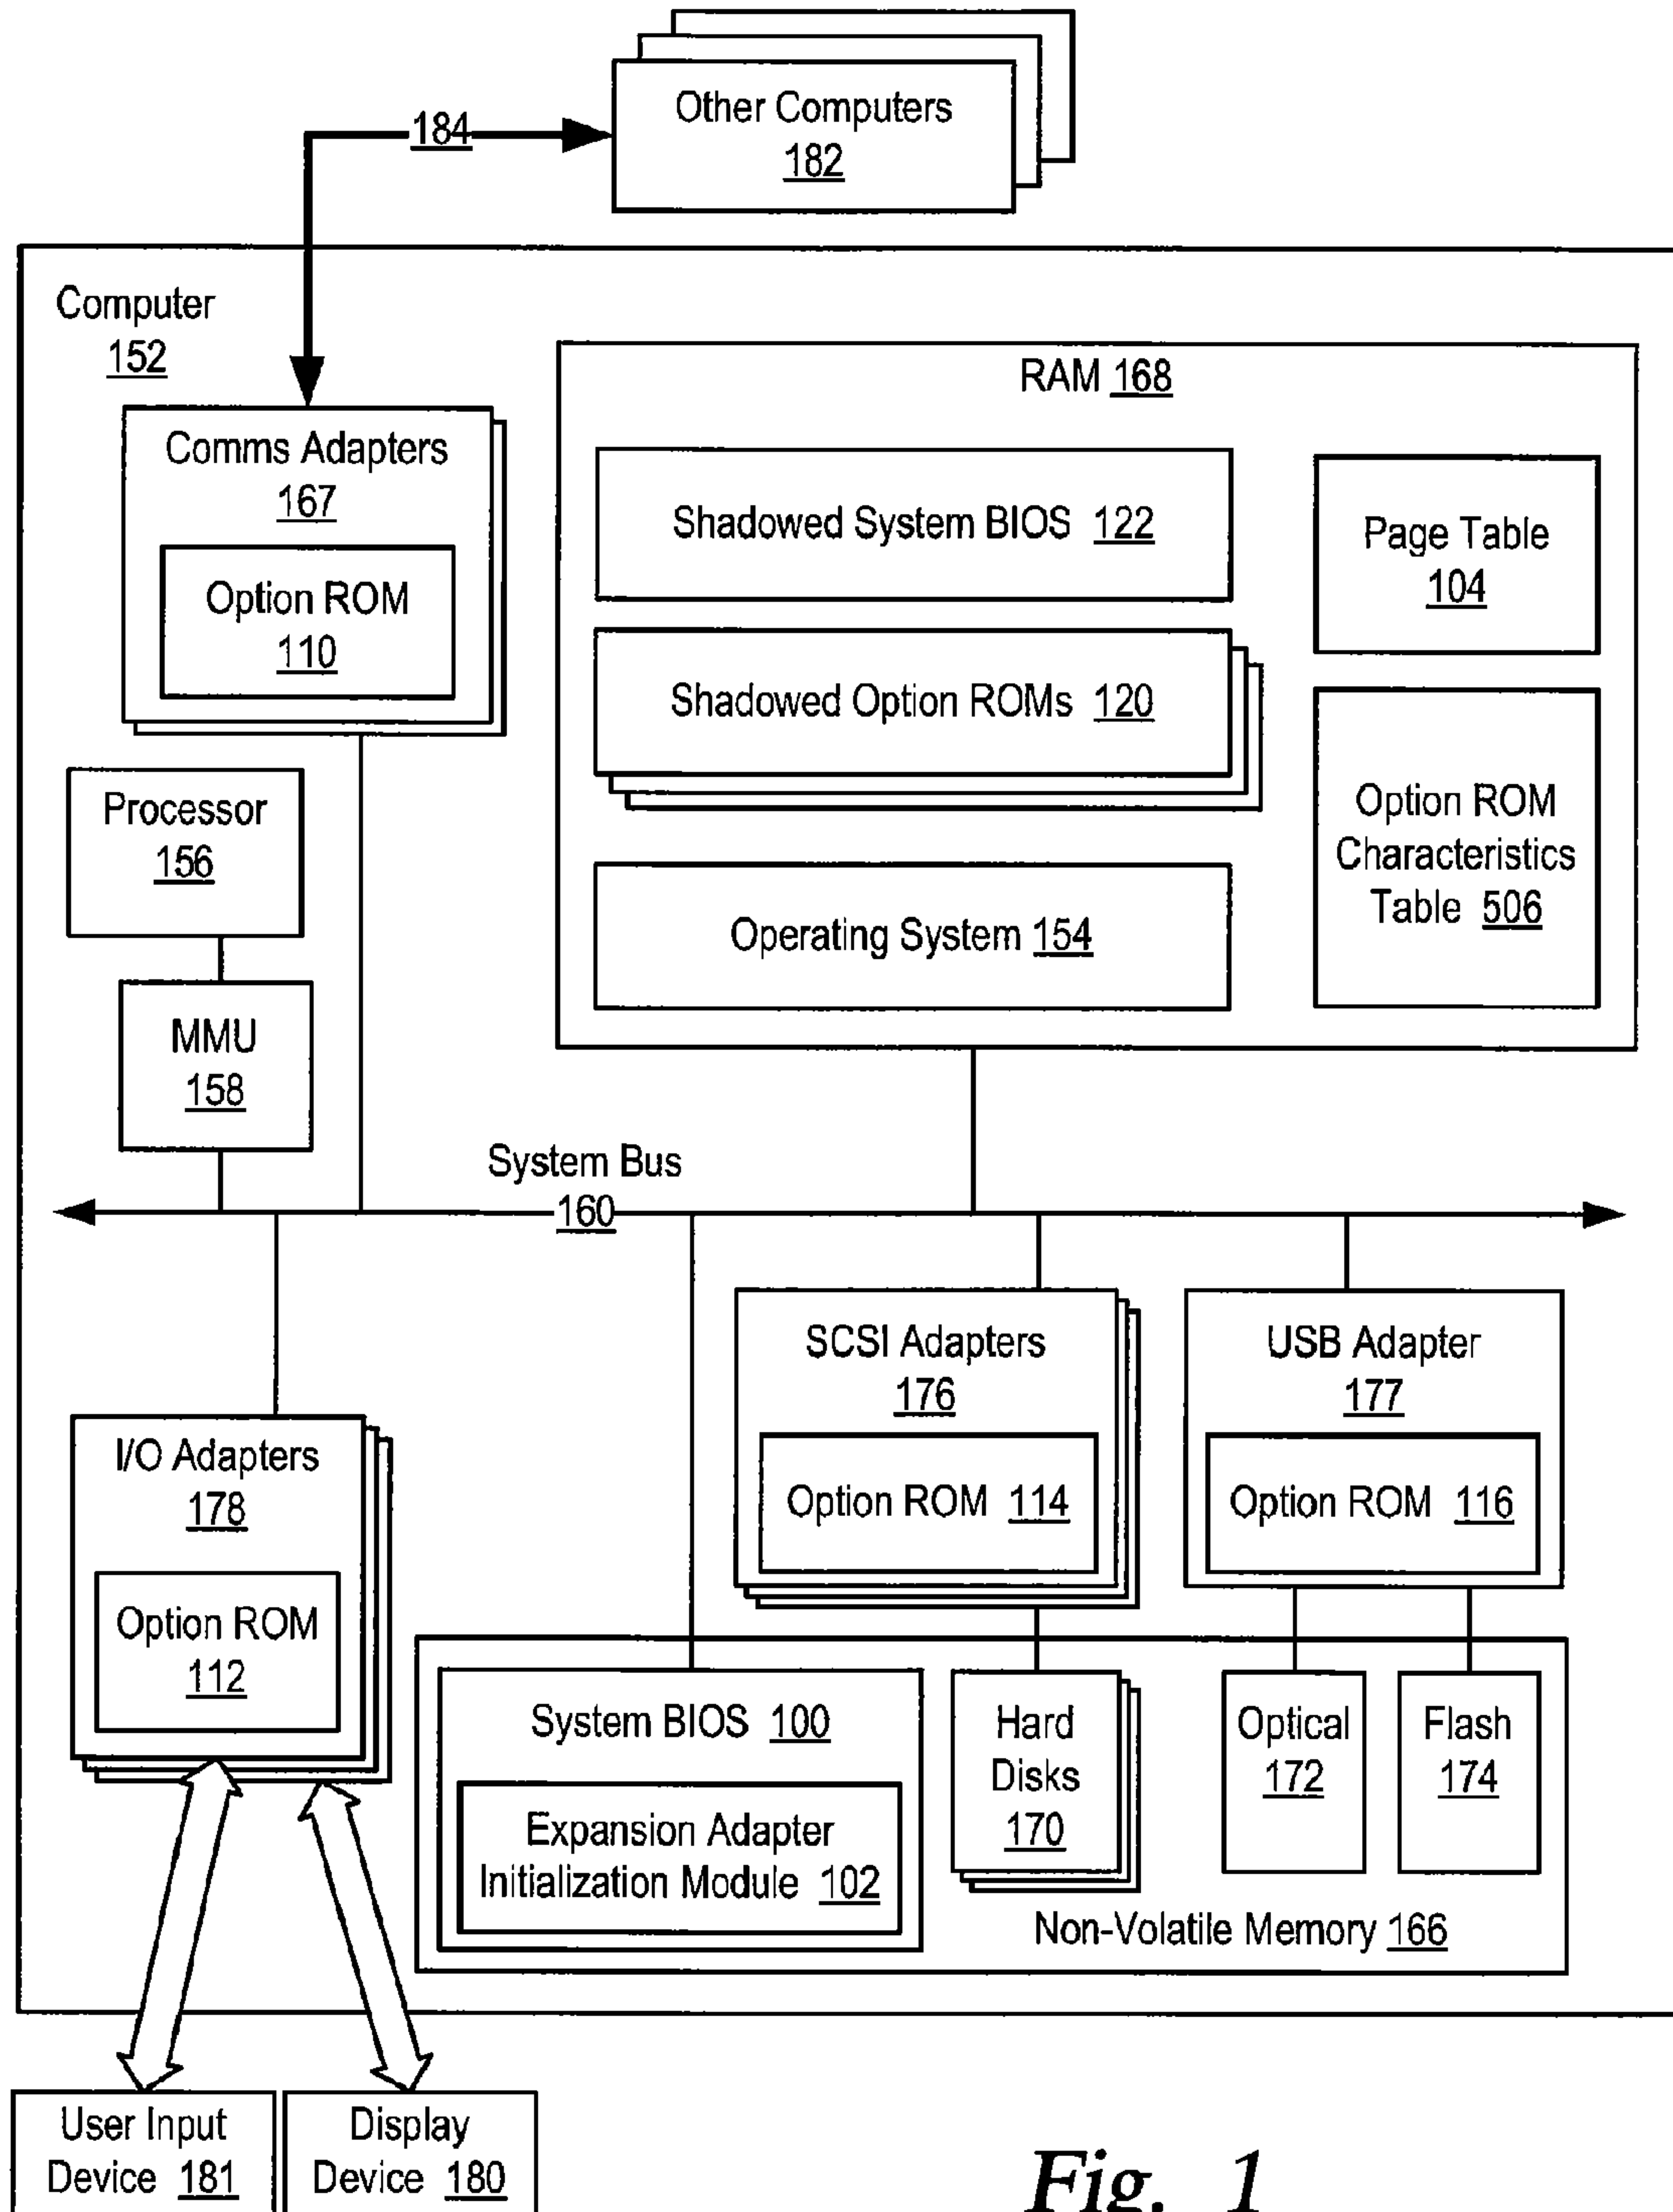 Other Computers
182
184
Computer
152
Comms Adapters
167
Option ROM
110
Processor
156
MMU
158
RAM 168
Shadowed System BIOS 122
Shadowed Option ROMs 120
Operating System 154
Page Table
104
Option ROM
Characteristics
Table 506
System Bus
160
SCSI Adapters
176
Option ROM 114
USB Adapter
177
Option ROM 116
I/O Adapters
178
Option ROM
112
System BIOS 100
Expansion Adapter
Initialization Module 102
Hard
Disks
170
Optical
172
Flash
174
Non-Volatile Memory 166
User Input
Device 181
Display
Device 180
Fig. 1